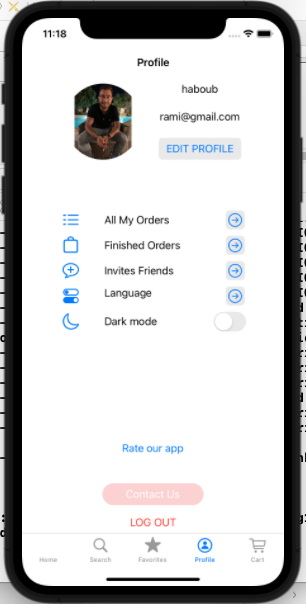 11:18
Profile
haboub
rami@gmail.com
EDIT PROFILE
All My Orders
Finished Orders
Invites Friends
Language
Dark mode
Rate our app
Contact Us
LOG OUT
Home Search Favorites Profile Cart